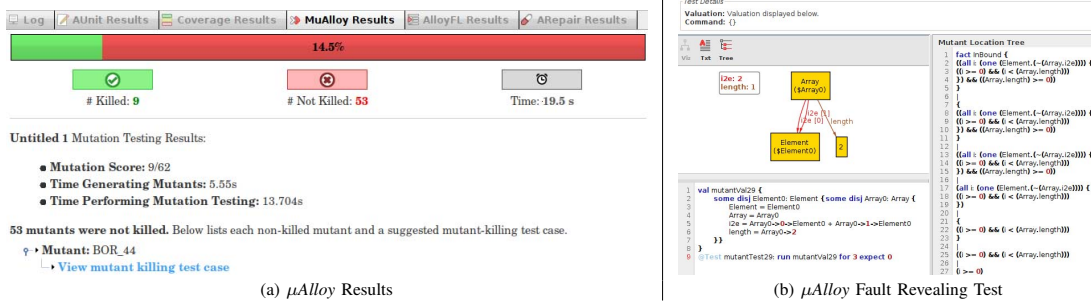 Log AUnit Results Coverage Results MuAlloy Results AlloyFL Results ARepair Results
14.5%
# Killed: 9 # Not Killed: 53 Time: 19.5 s
Untitled 1 Mutation Testing Results:
Mutation Score: 9/62
Time Generating Mutants: 5.55s
Time Performing Mutation Testing: 13.704s
53 mutants were not killed. Below lists each non-killed mutant and a suggested mutant-killing test case.
Mutant: BOR_44
View mutant killing test case
(a) μAlloy Results
Test Details
Valuation: Valuation displayed below.
Command: {}
Viz Txt Tree
i2e: 2
length: 1
Array
($Array0)
i2e [1]
i2e [0] length
Element
($Element0)
2
1 val mutantVal29 {
2 some disj Element0: Element {some disj Array0: Array {
3 Element = Element0
4 Array = Array0
5 i2e = Array0->0->Element0 + Array0->1->Element0
6 length = Array0->2
7 }}
8 }
9 @Test mutantTest29: run mutantVal29 for 3 expect 0
Mutant Location Tree
1 fact InBound {
2 ((all i: (one (Element.(~(Array.i2e)))) {
3 ((i >= 0) && (i < (Array.length)))
4 }) && ((Array.length) >= 0))
5 }
6 |
7 {
8 ((all i: (one (Element.(~(Array.i2e)))) {
9 ((i >= 0) && (i < (Array.length)))
10 }) && ((Array.length) >= 0))
11 }
12 |
13 ((all i: (one (Element.(~(Array.i2e)))) {
14 ((i >= 0) && (i < (Array.length)))
15 }) && ((Array.length) >= 0))
16 |
17 (all i: (one (Element.(~(Array.i2e)))) {
18 ((i >= 0) && (i < (Array.length)))
19 })
20 |
21 {
22 ((i >= 0) && (i < (Array.length)))
23 }
24 |
25 ((i >= 0) && (i < (Array.length)))
26 |
27 (i >= 0)
(b) μAlloy Fault Revealing Test